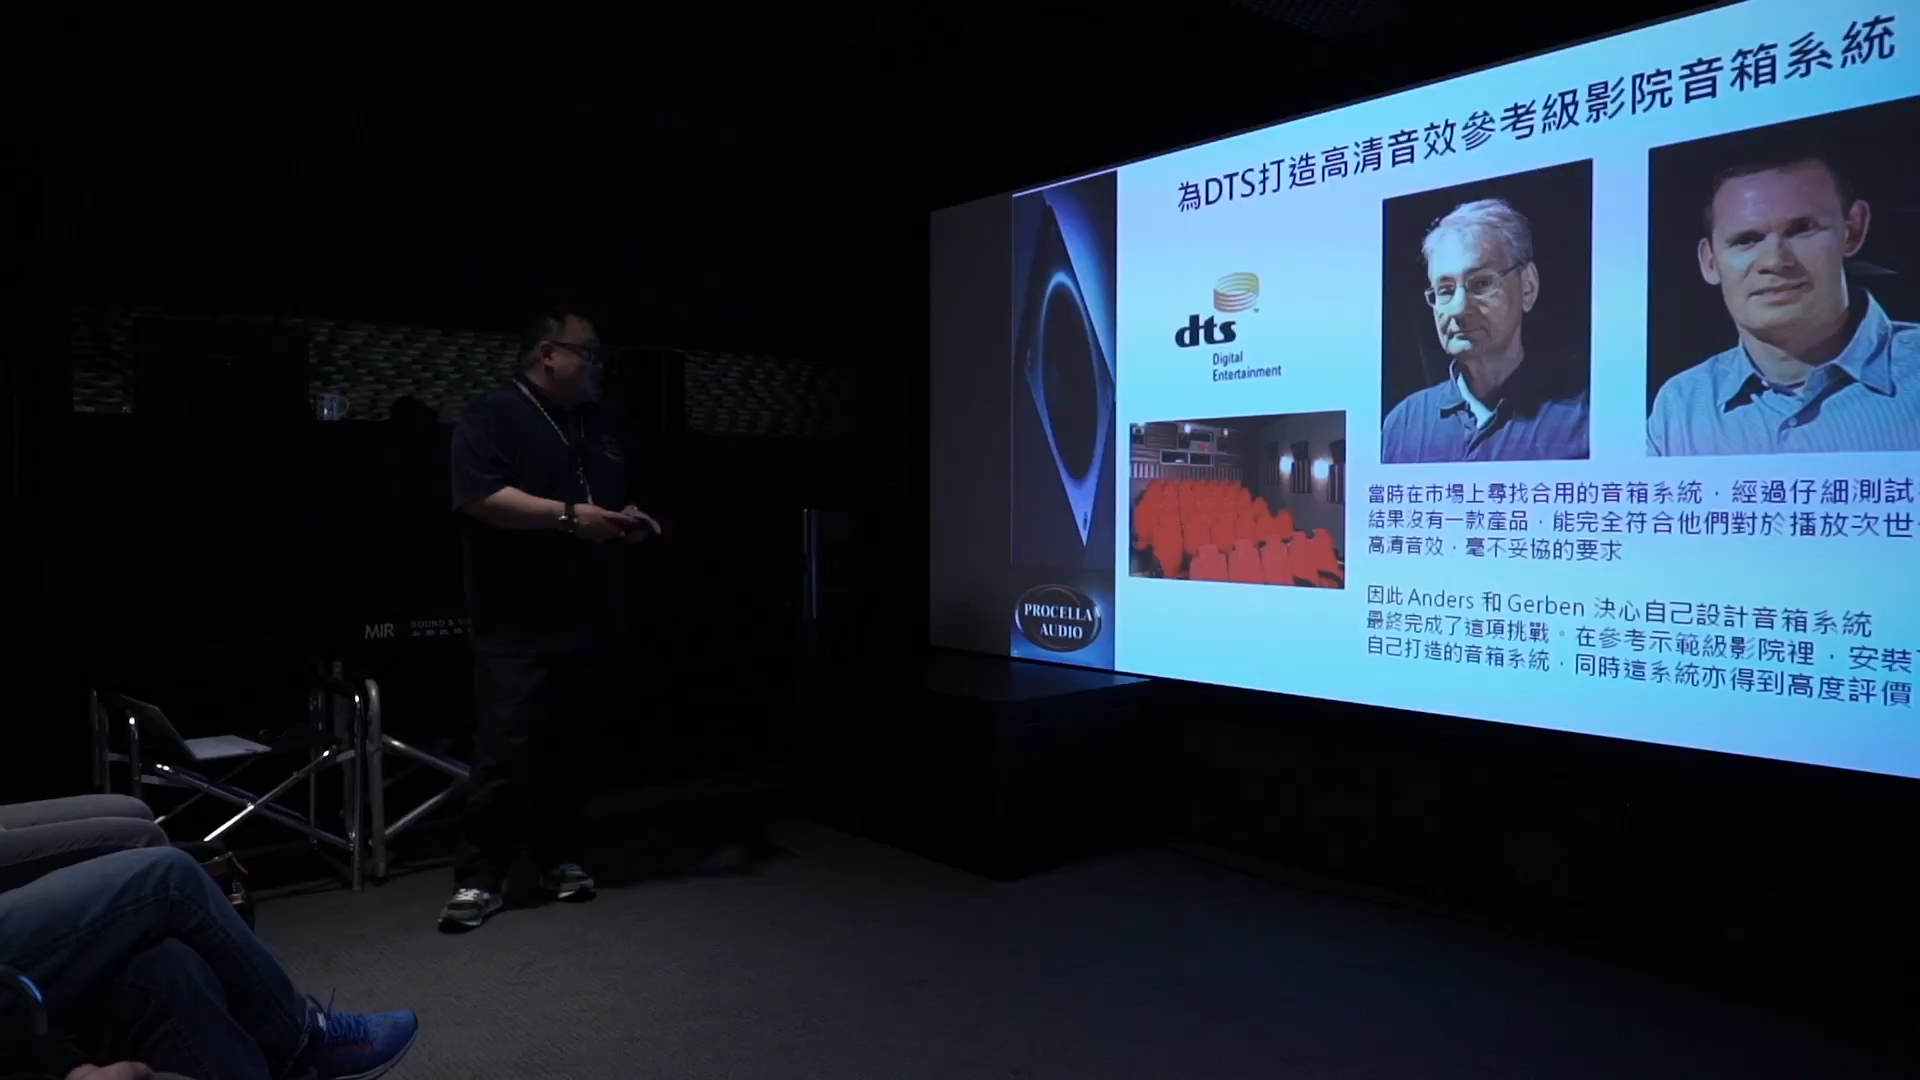 為DTS打造高清音效參考級影院音箱系統
dts
Digital
Entertainment
當時在市場上尋找合用的音箱系統，經過仔細測試
結果沒有一款產品，能完全符合他們對於播放次世
高清音效，毫不妥協的要求
因此 Anders 和 Gerben 決心自己設計音箱系統
最終完成了這項挑戰。在參考示範級影院裡，安裝
自己打造的音箱系統，同時這系統亦得到高度評價
PROCELLA
AUDIO
MIR
SOUND &